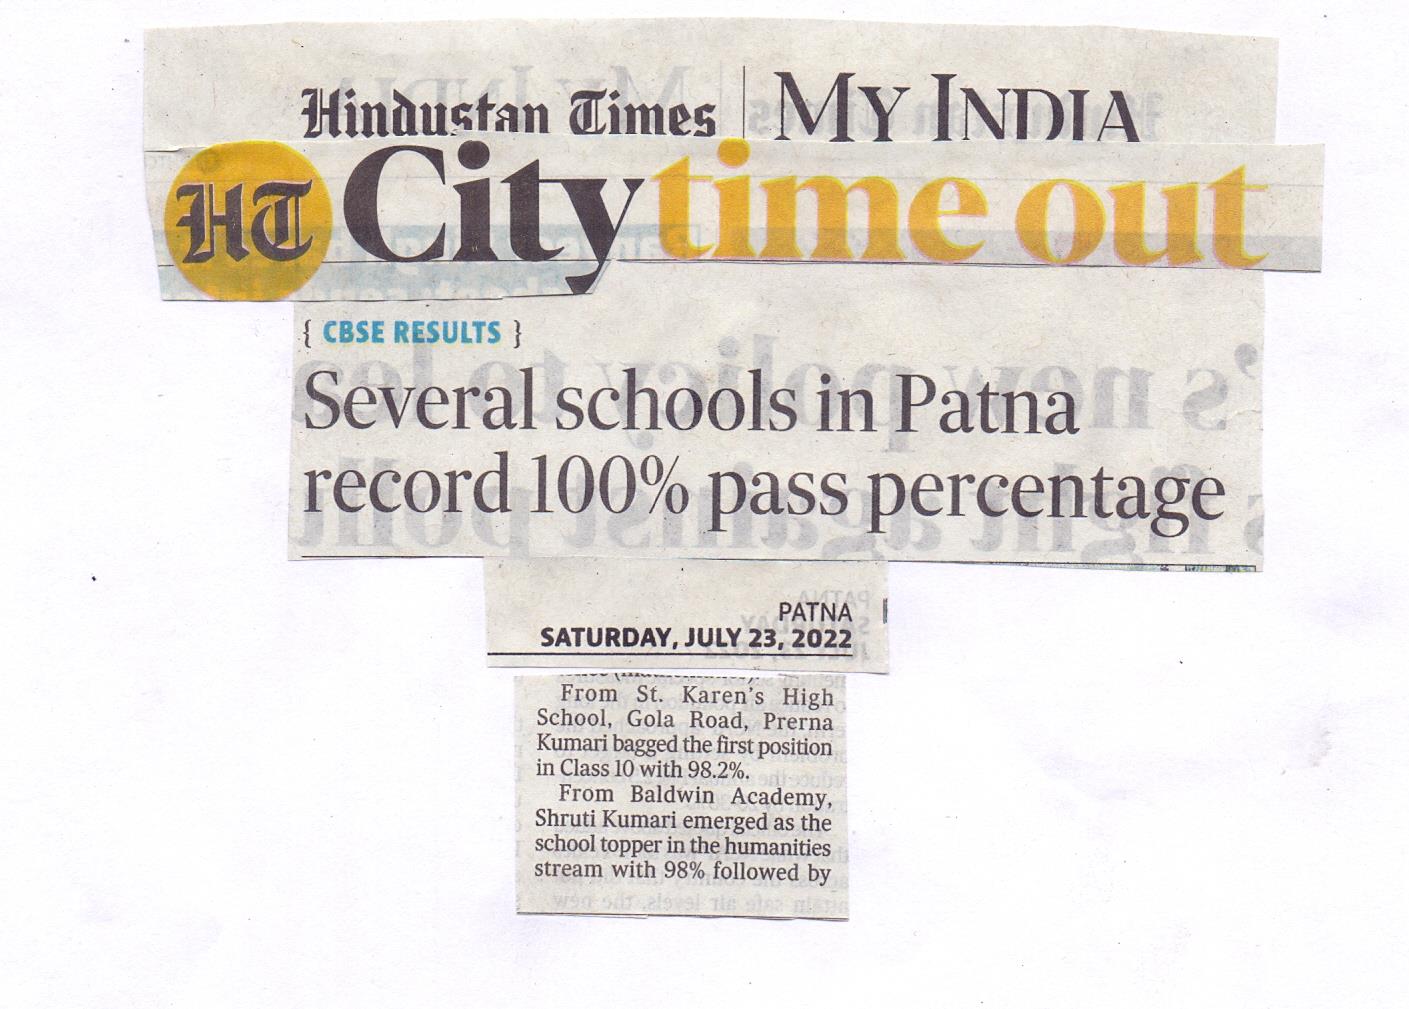 Hindustan Times | MY INDIA
HT City time out
{ CBSE RESULTS }
Several schools in Patna
record 100% pass percentage
PATNA
SATURDAY, JULY 23, 2022
From St. Karen's High
School, Gola Road, Prerna
Kumari bagged the first position
in Class 10 with 98.2%.
From Baldwin Academy,
Shruti Kumari emerged as the
school topper in the humanities
stream with 98% followed by